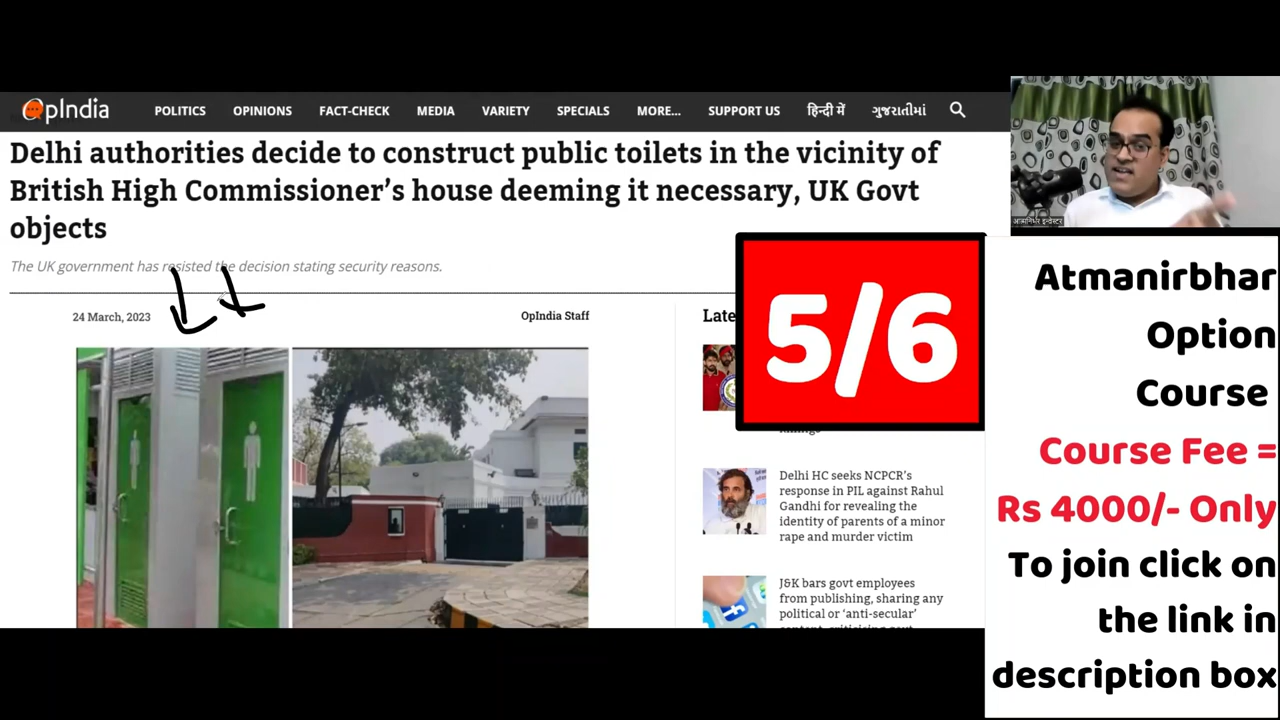 OpIndia
POLITICS OPINIONS FACT-CHECK MEDIA VARIETY SPECIALS MORE... SUPPORT US हिन्दी में ગુજરાતીમાં
Delhi authorities decide to construct public toilets in the vicinity of
British High Commissioner’s house deeming it necessary, UK Govt
objects
The UK government has resisted the decision stating security reasons.
24 March, 2023
OpIndia Staff
Late
5/6
Delhi HC seeks NCPCR’s
response in PIL against Rahul
Gandhi for revealing the
identity of parents of a minor
rape and murder victim
J&K bars govt employees
from publishing, sharing any
political or ‘anti-secular’
आत्मनिर्भर इन्वेस्टर
Atmanirbhar
Option
Course
Course Fee =
Rs 4000/- Only
To join click on
the link in
description box